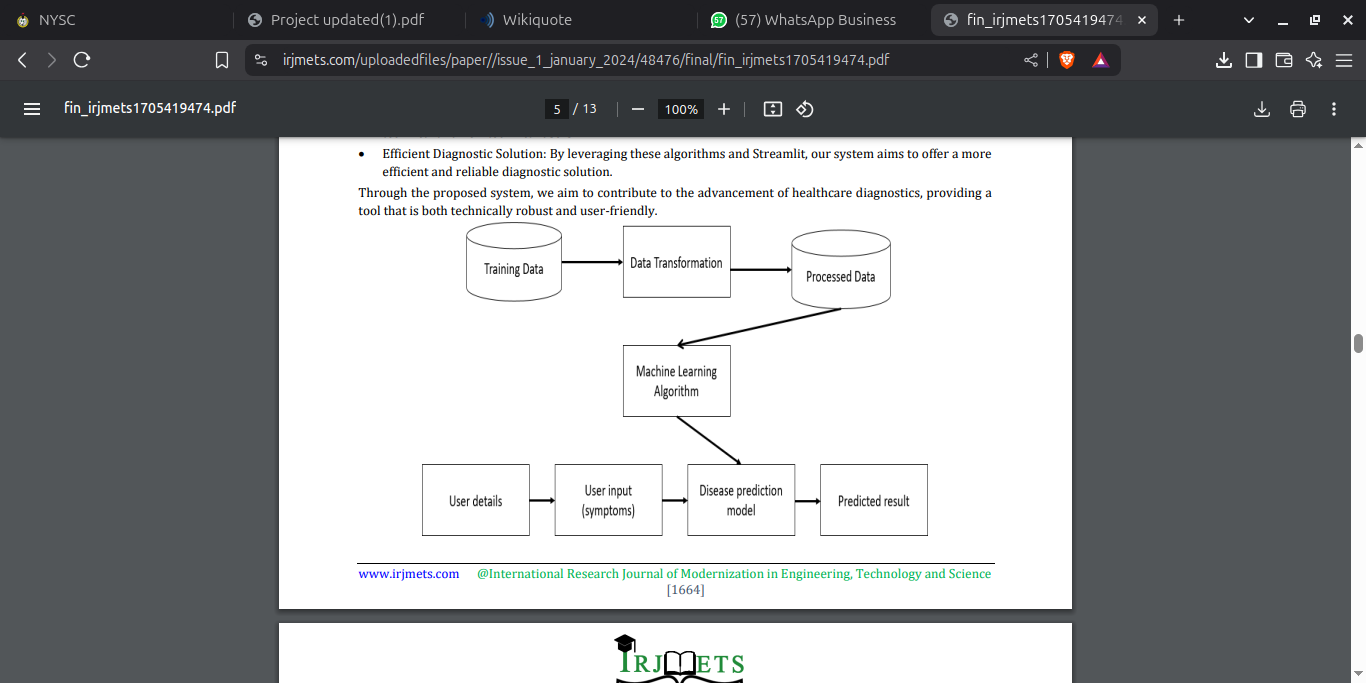 NYSC
Project updated(1).pdf
Wikiquote
(57) WhatsApp Business
fin_irjmets1705419474
irjmets.com/uploadedfiles/paper//issue_1_january_2024/48476/final/fin_irjmets1705419474.pdf
fin_irjmets1705419474.pdf
5 / 13
100%
• Efficient Diagnostic Solution: By leveraging these algorithms and Streamlit, our system aims to offer a more
efficient and reliable diagnostic solution.
Through the proposed system, we aim to contribute to the advancement of healthcare diagnostics, providing a
tool that is both technically robust and user-friendly.
Training Data
Data Transformation
Processed Data
Machine Learning
Algorithm
User details
User input
(symptoms)
Disease prediction
model
Predicted result
www.irjmets.com @International Research Journal of Modernization in Engineering, Technology and Science
[1664]
IRJMETS